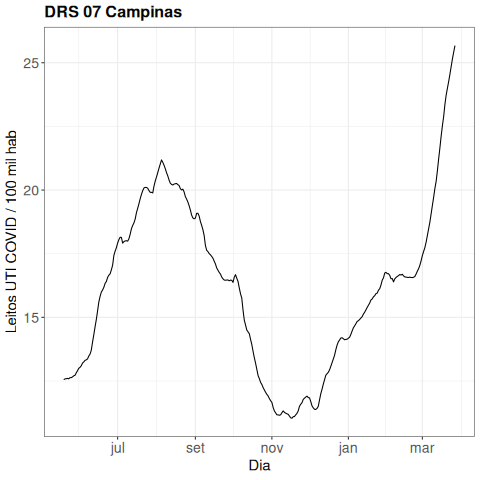 DRS 07 Campinas
Leitos UTI COVID / 100 mil hab
25
20
15
jul set nov jan mar
Dia